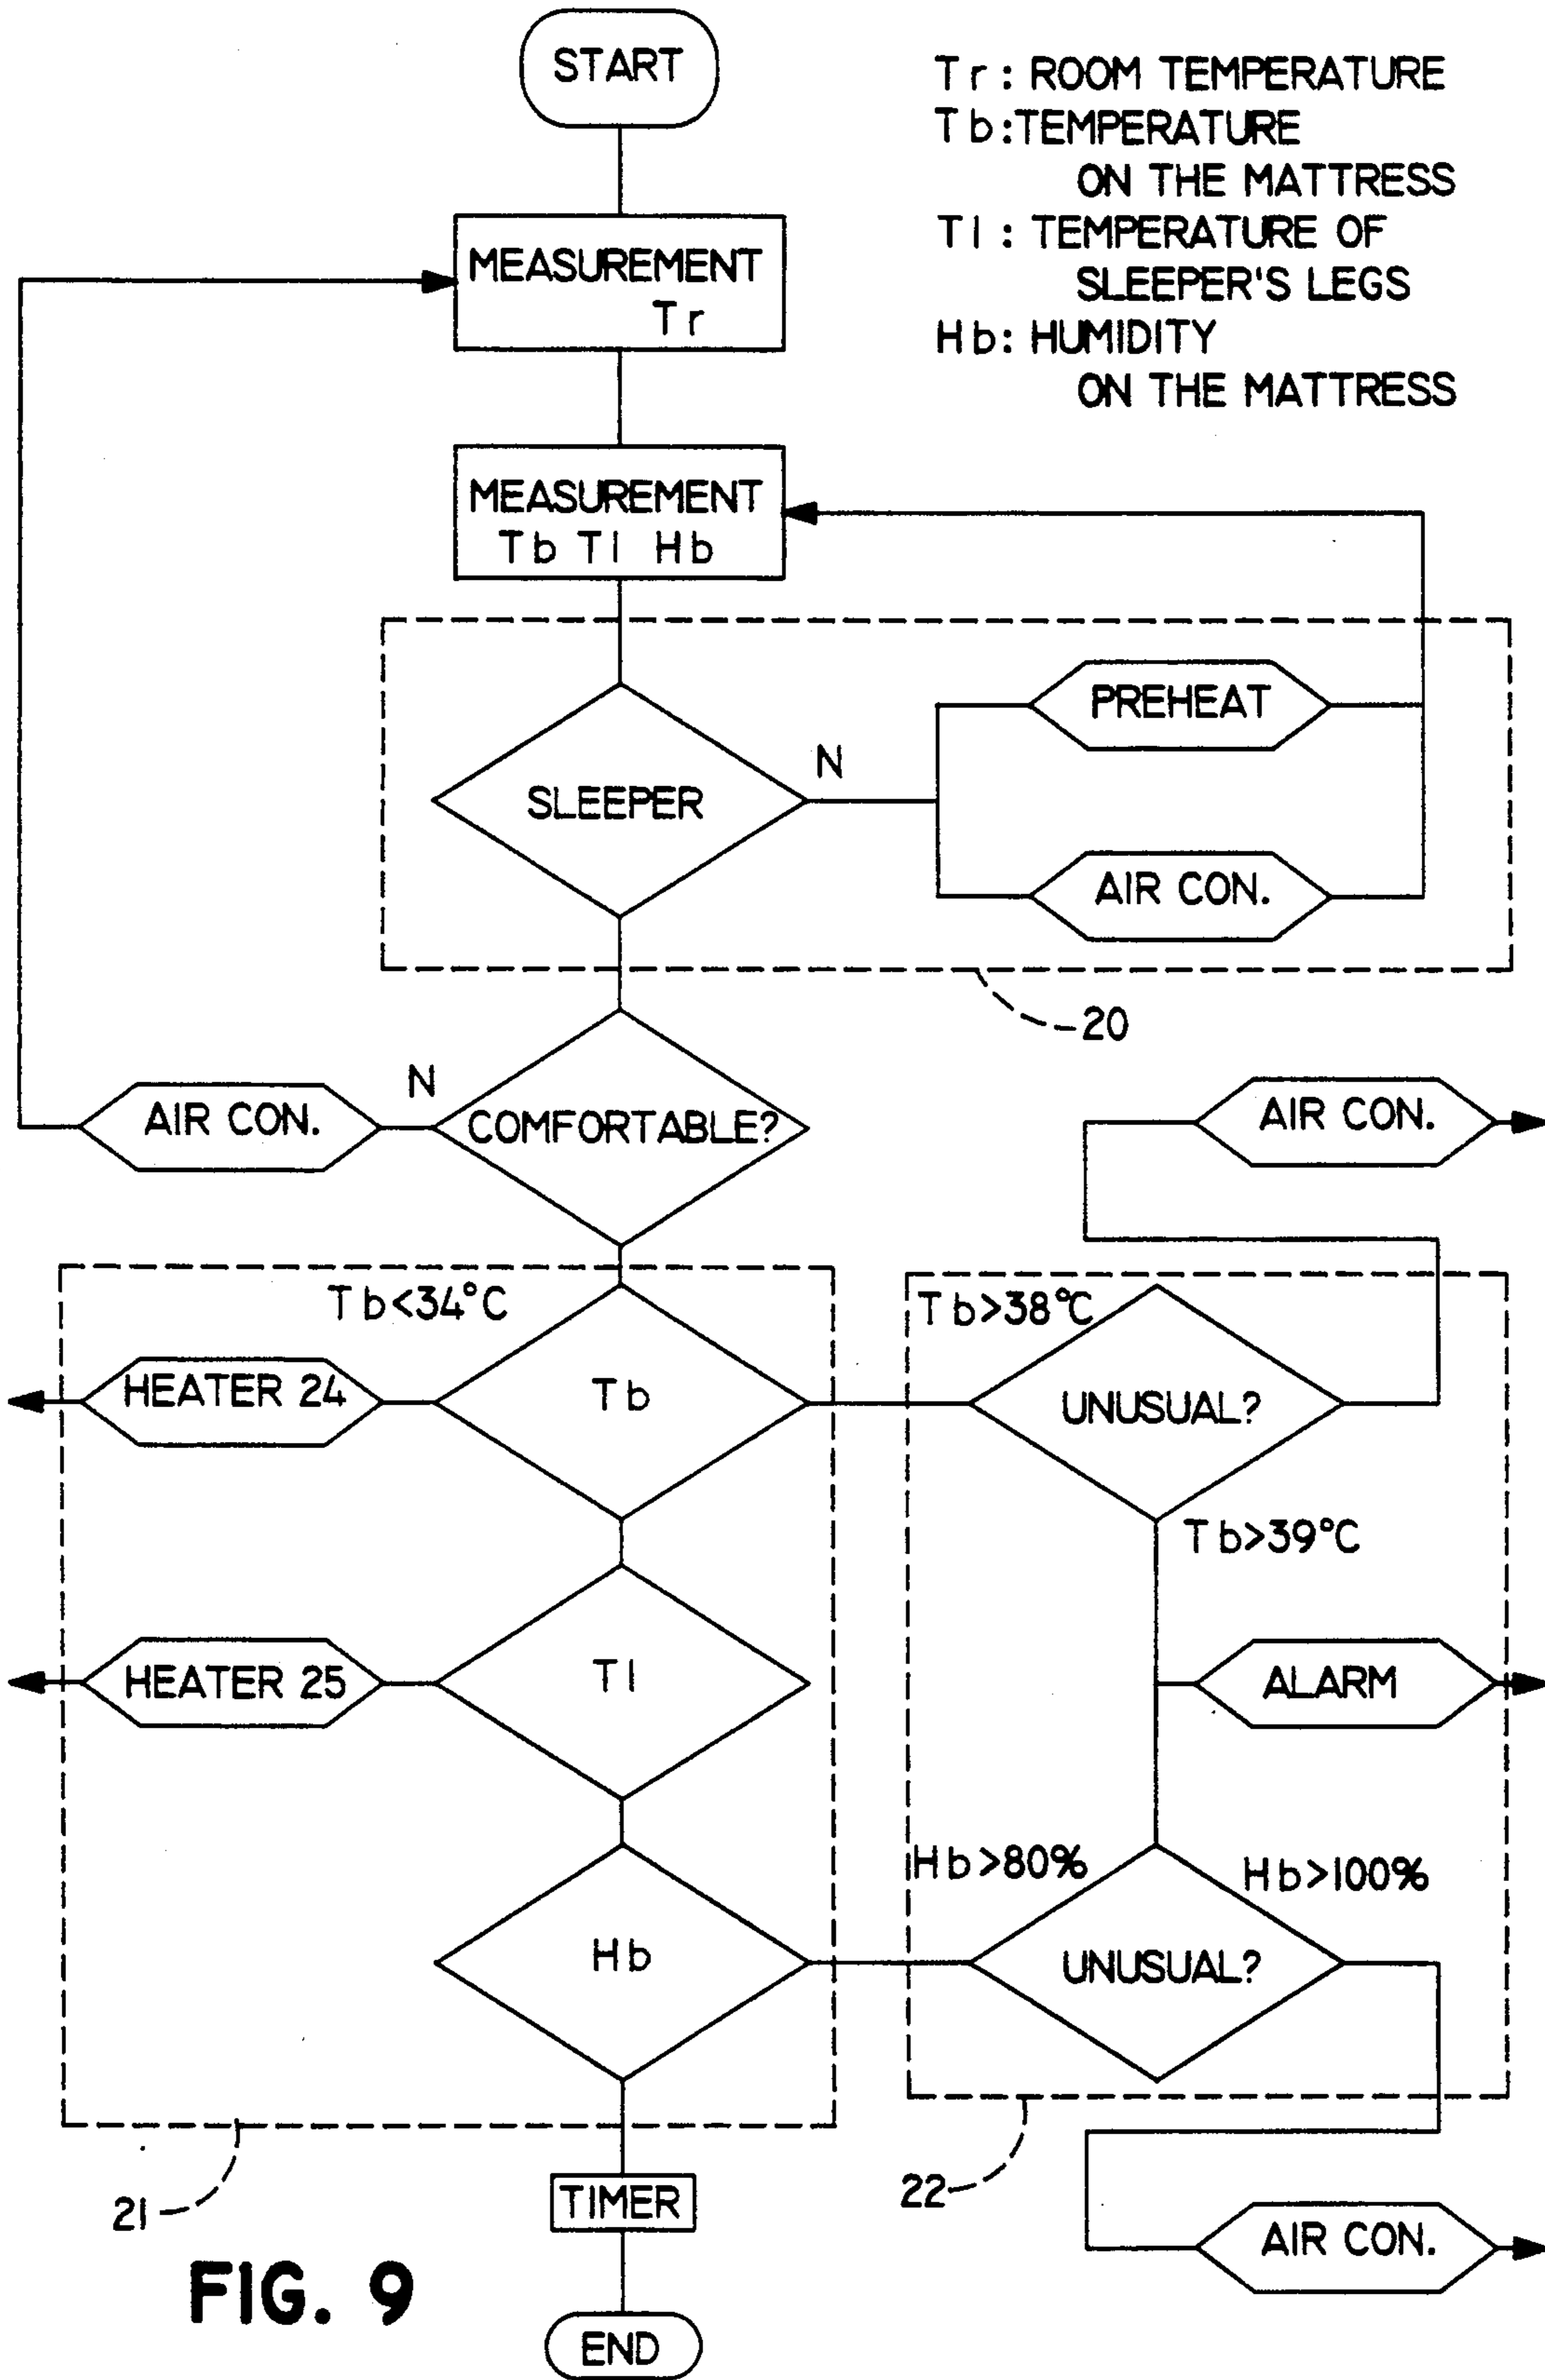 START
Tr: ROOM TEMPERATURE
Tb:TEMPERATURE
ON THE MATTRESS
Tl: TEMPERATURE OF
SLEEPER'S LEGS
Hb: HUMIDITY
ON THE MATTRESS
MEASUREMENT
Tr
MEASUREMENT
Tb Tl Hb
PREHEAT
SLEEPER
N
AIR CON.
20
AIR CON.
N
COMFORTABLE?
AIR CON.
Tb<34°C
HEATER 24
Tb
Tb>38°C
UNUSUAL?
Tb>39°C
HEATER 25
Tl
ALARM
Hb
Hb>80%
Hb>100%
UNUSUAL?
21
TIMER
22
AIR CON.
FIG. 9
END